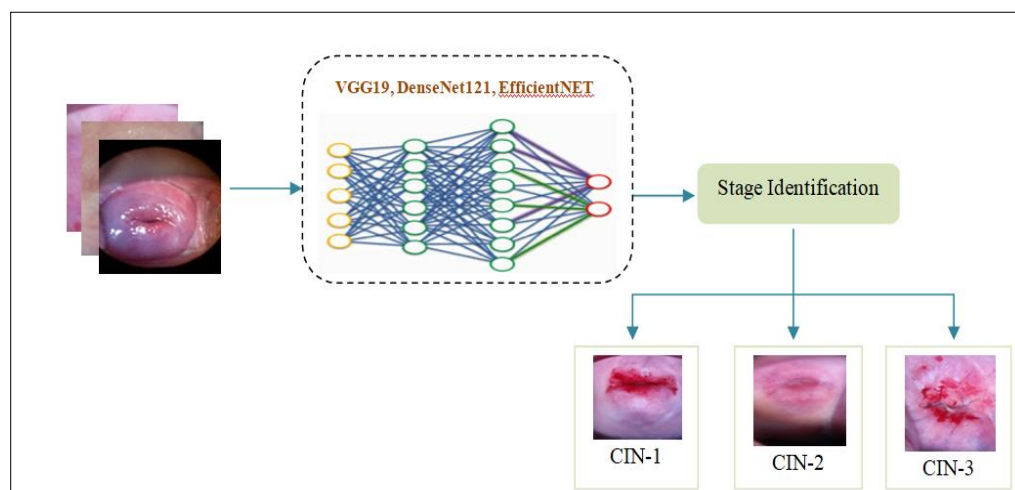 VGG19, DenseNet121, EfficientNET
Stage Identification
CIN-1
CIN-2
CIN-3